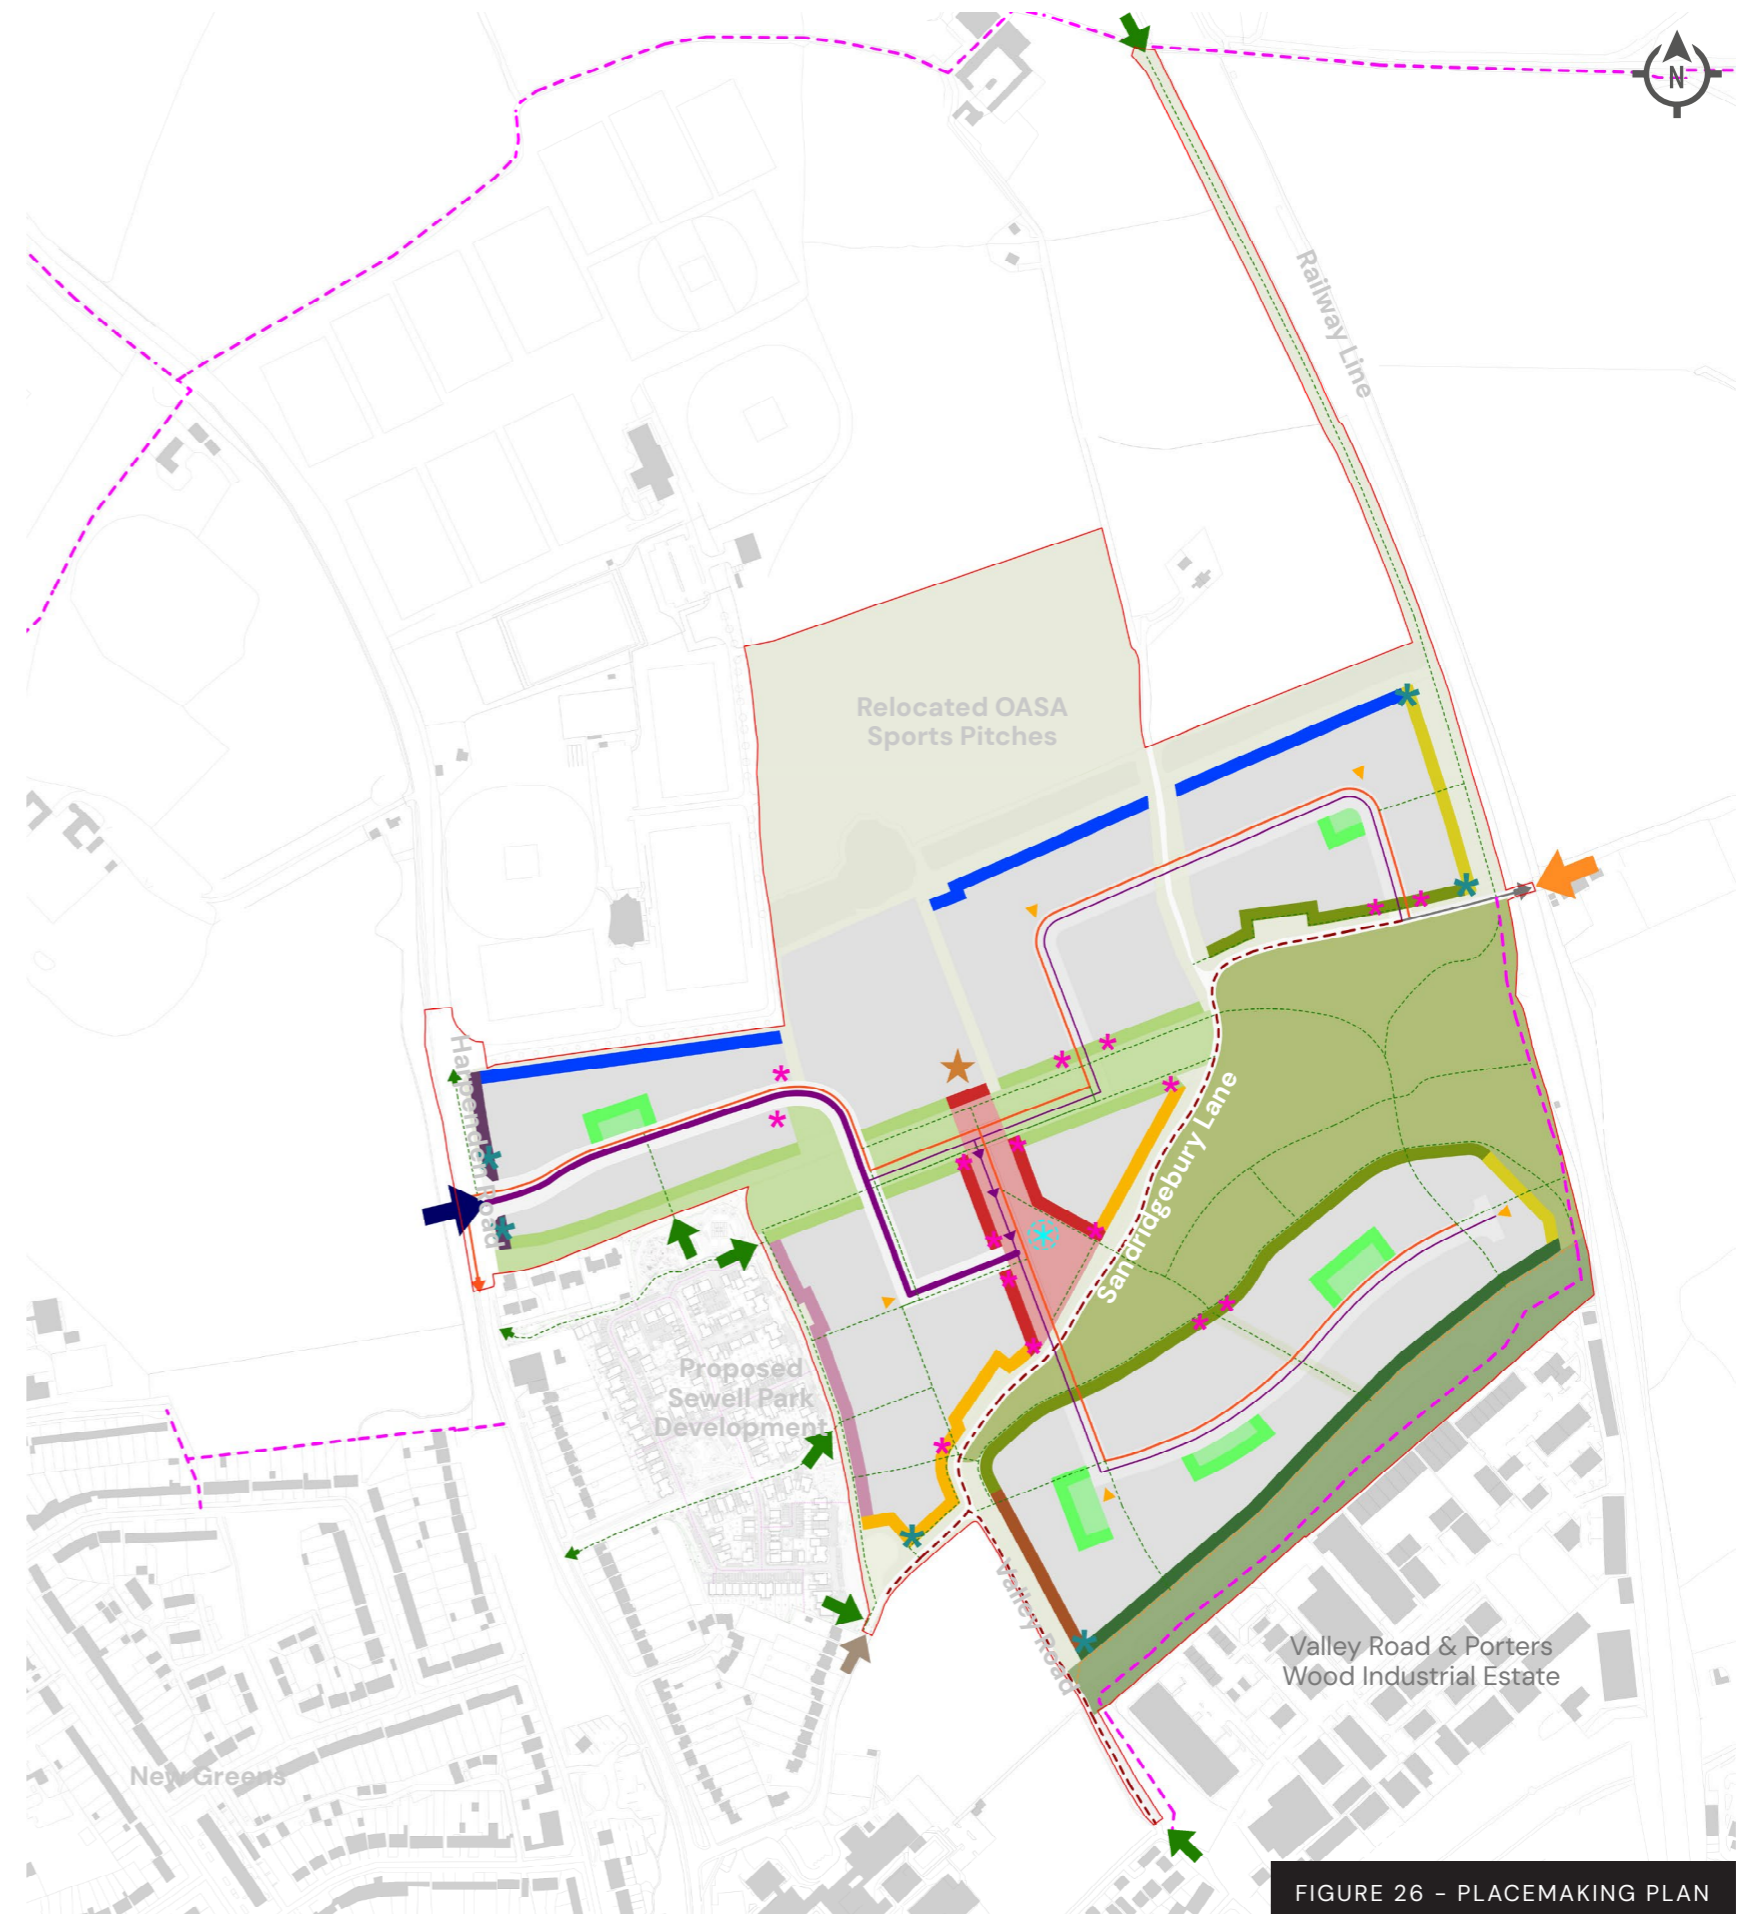 N
Railway Line
Relocated OASA
Sports Pitches
Harpenden Road
Sandridgebury Lane
Proposed
Sewell Park
Development
Valley Road
Valley Road & Porters
Wood Industrial Estate
New Greens
FIGURE 26 – PLACEMAKING PLAN